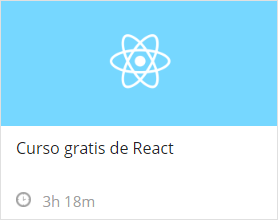 Curso gratis de React
3h 18m